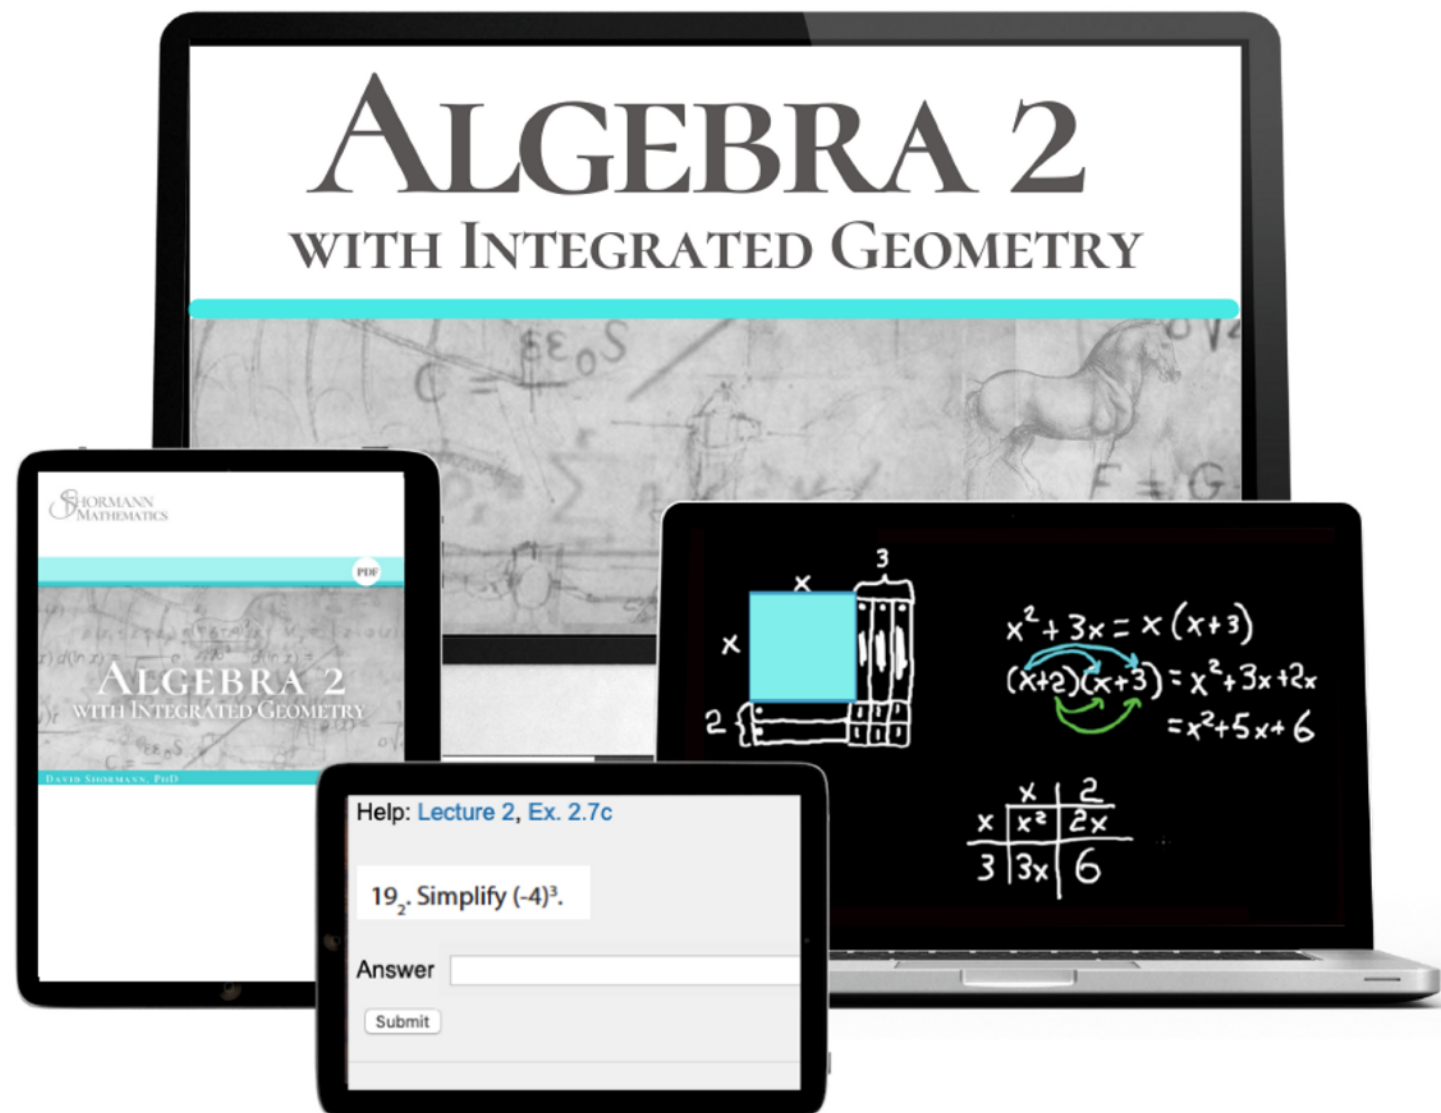 ALGEBRA 2
WITH INTEGRATED GEOMETRY
C = εε₀S
F = G
SHORMANN
MATHEMATICS
PDF
ALGEBRA 2
WITH INTEGRATED GEOMETRY
C = εε₀S
DAVID SHORMANN, PHD
Help: Lecture 2, Ex. 2.7c
19₂. Simplify (-4)³.
Answer
Submit
3
x
x
2
x² + 3x = x (x+3)
(x+2)(x+3) = x²+3x+2x
= x²+5x+6
x 2
x x² 2x
3 3x 6